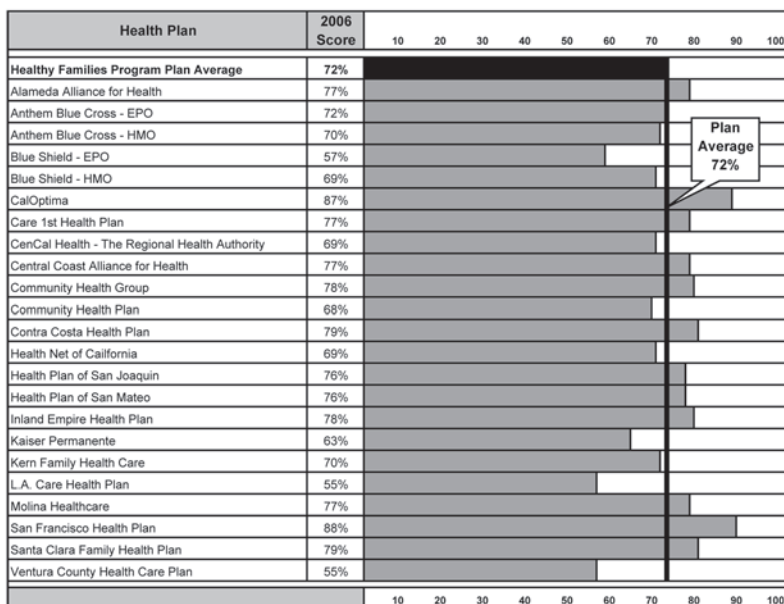 Health Plan 2006 Score 10 20 30 40 50 60 70 80 90 100
Healthy Families Program Plan Average 72%
Alameda Alliance for Health 77%
Anthem Blue Cross - EPO 72%
Anthem Blue Cross - HMO 70%
Blue Shield - EPO 57%
Blue Shield - HMO 69%
Plan Average 72%
CalOptima 87%
Care 1st Health Plan 77%
CenCal Health - The Regional Health Authority 69%
Central Coast Alliance for Health 77%
Community Health Group 78%
Community Health Plan 68%
Contra Costa Health Plan 79%
Health Net of Cailfornia 69%
Health Plan of San Joaquin 76%
Health Plan of San Mateo 76%
Inland Empire Health Plan 78%
Kaiser Permanente 63%
Kern Family Health Care 70%
L.A. Care Health Plan 55%
Molina Healthcare 77%
San Francisco Health Plan 88%
Santa Clara Family Health Plan 79%
Ventura County Health Care Plan 55%
10 20 30 40 50 60 70 80 90 100